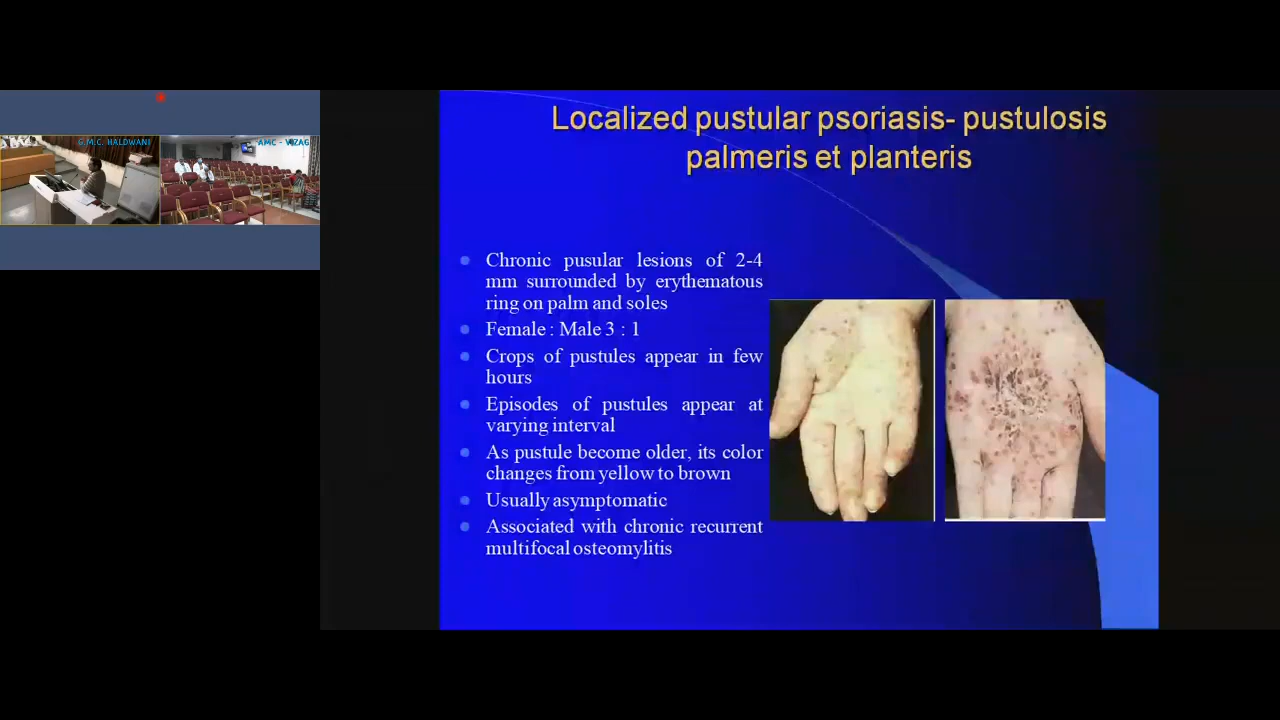 G.M.C. HALDWANI
AMC - VIZAG
Localized pustular psoriasis- pustulosis
palmeris et planteris
Chronic pusular lesions of 2-4
mm surrounded by erythematous
ring on palm and soles
Female : Male 3 : 1
Crops of pustules appear in few
hours
Episodes of pustules appear at
varying interval
As pustule become older, its color
changes from yellow to brown
Usually asymptomatic
Associated with chronic recurrent
multifocal osteomylitis